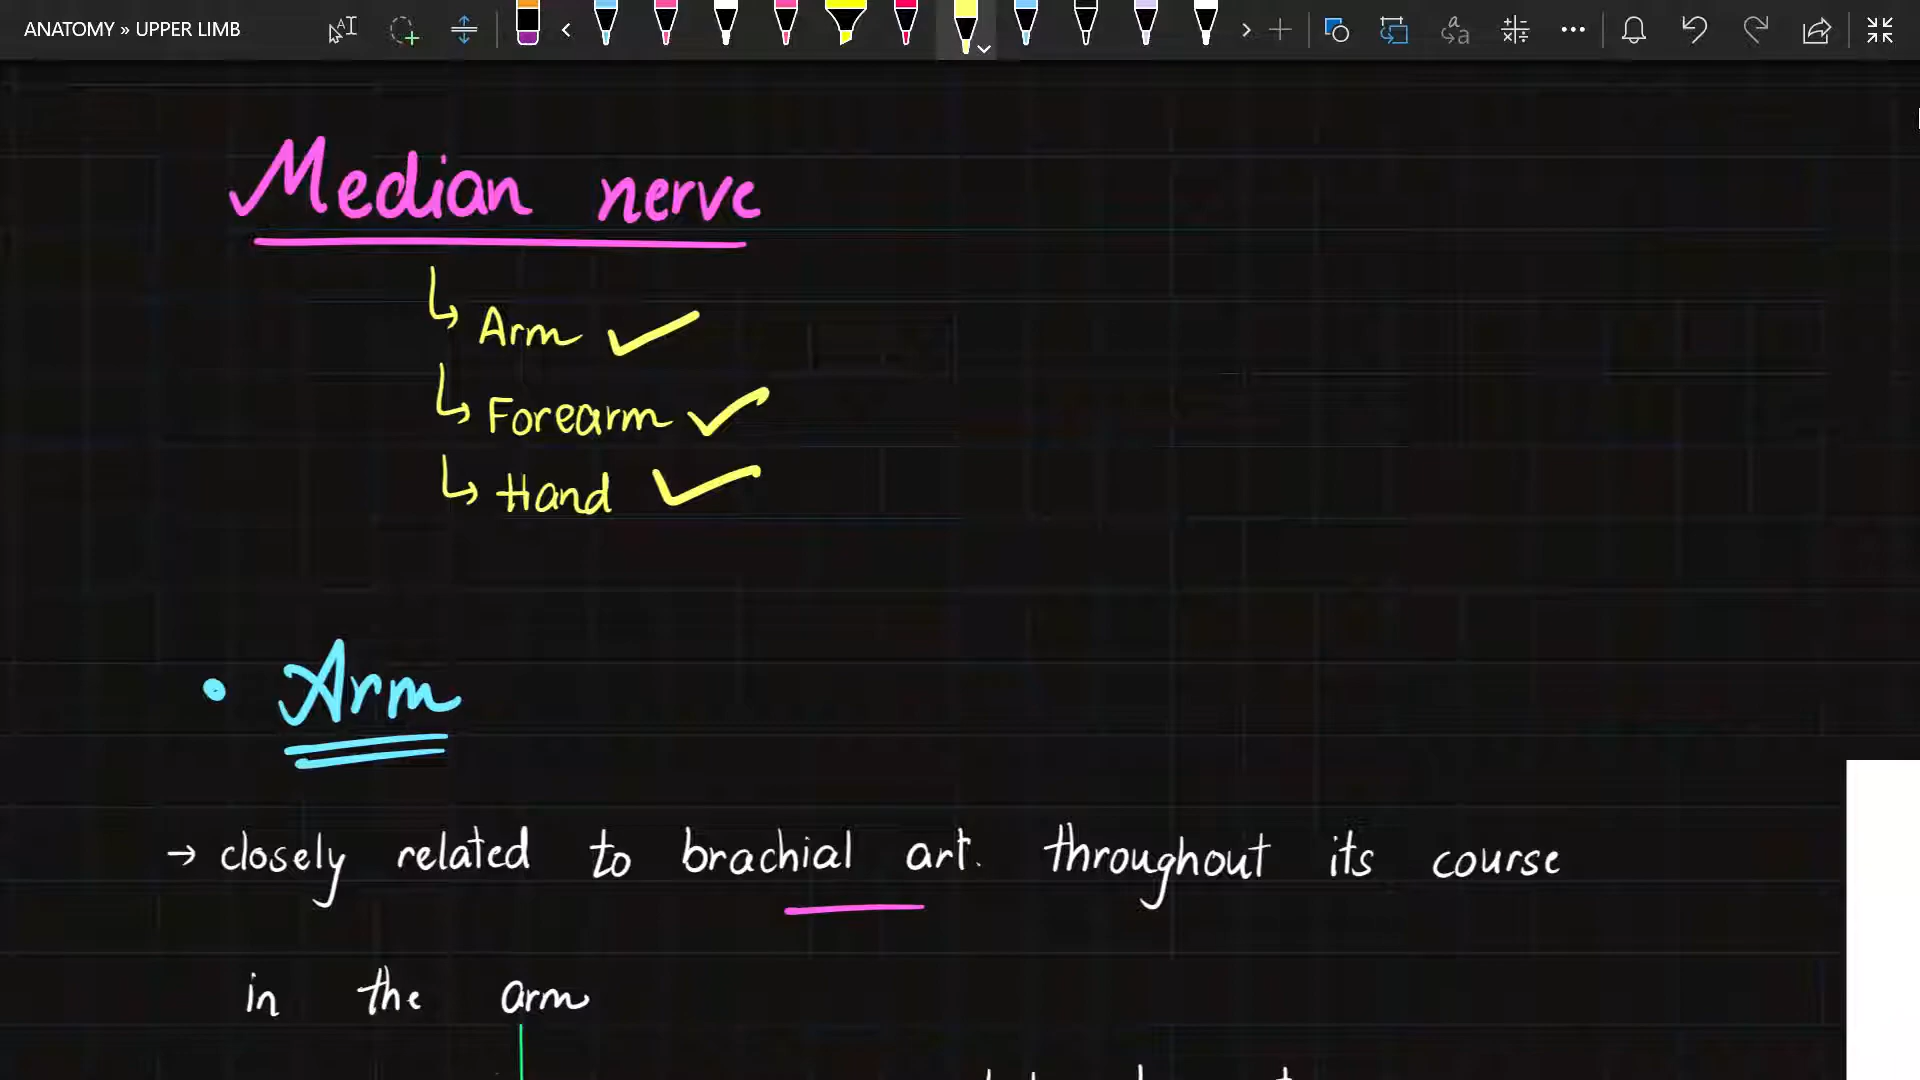 ANATOMY » UPPER LIMB
Median nerve
↳ Arm ✓
↳ Forearm ✓
↳ Hand ✓
• Arm
→ closely related to brachial art. throughout its course
in the arm